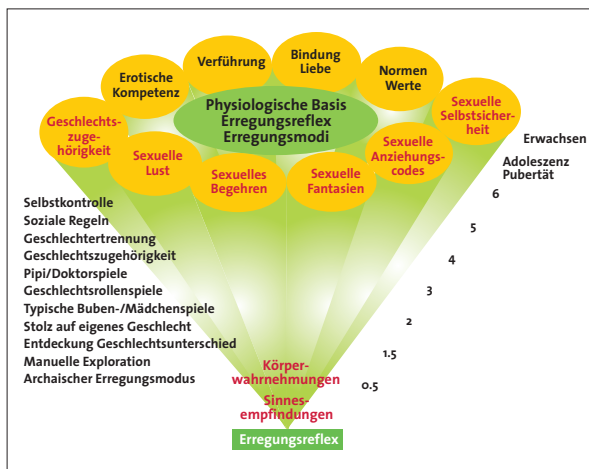 Erotische
Kompetenz
Verführung
Bindung
Liebe
Normen
Werte
Geschlechts-
zuge-
hörigkeit
Physiologische Basis
Erregungsreflex
Erregungsmodi
Sexuelle
Selbstsicher-
heit
Sexuelle
Lust
Sexuelles
Begehren
Sexuelle
Fantasien
Sexuelle
Anziehungs-
codes
Erwachsen
Adoleszenz
Pubertät
6
5
4
3
2
1.5
0.5
Selbstkontrolle
Soziale Regeln
Geschlechtertrennung
Geschlechtszugehörigkeit
Pipi/Doktorspiele
Geschlechtsrollenspiele
Typische Buben-/Mädchenspiele
Stolz auf eigenes Geschlecht
Entdeckung Geschlechtsunterschied
Manuelle Exploration
Archaischer Erregungsmodus
Körper-
wahrnehmungen
Sinnes-
empfindungen
Erregungsreflex